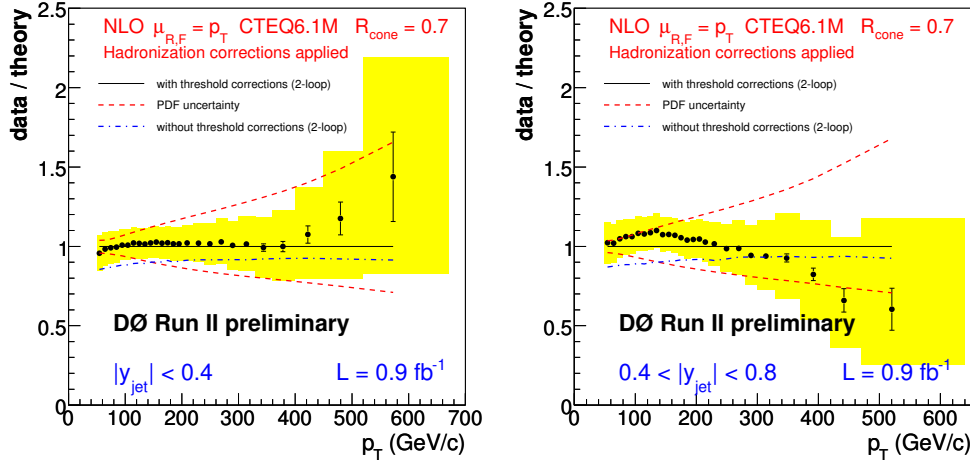 data / theory
2.5
2
1.5
1
0.5
0
NLO μR,F = pT CTEQ6.1M Rcone = 0.7
Hadronization corrections applied
with threshold corrections (2-loop)
PDF uncertainty
without threshold corrections (2-loop)
DØ Run II preliminary
|yjet| < 0.4 L = 0.9 fb-1
0 100 200 300 400 500 600 700
pT (GeV/c)
data / theory
2.5
2
1.5
1
0.5
0
NLO μR,F = pT CTEQ6.1M Rcone = 0.7
Hadronization corrections applied
with threshold corrections (2-loop)
PDF uncertainty
without threshold corrections (2-loop)
DØ Run II preliminary
0.4 < |yjet| < 0.8 L = 0.9 fb-1
0 100 200 300 400 500 600
pT (GeV/c)